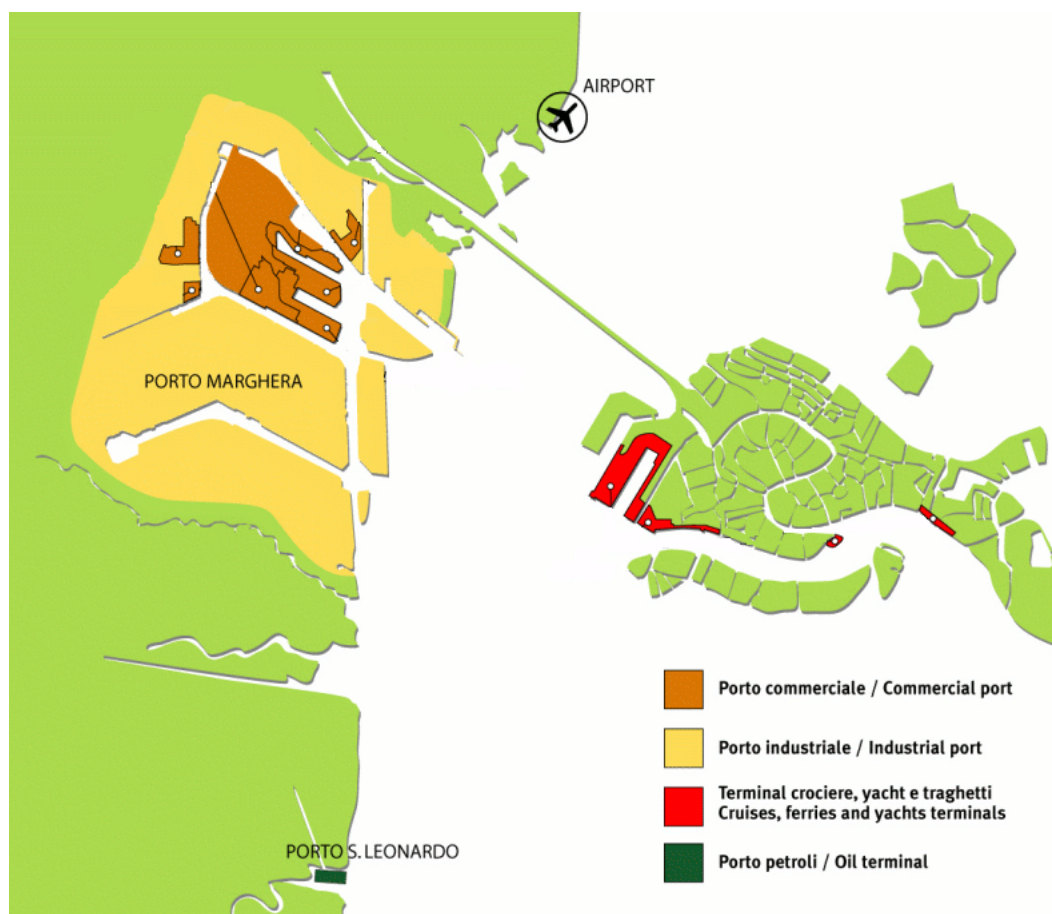 AIRPORT
PORTO MARGHERA
Porto commerciale / Commercial port
Porto industriale / Industrial port
Terminal crociere, yacht e traghetti
Cruises, ferries and yachts terminals
PORTO S.LEONARDO
Porto petroli / Oil terminal